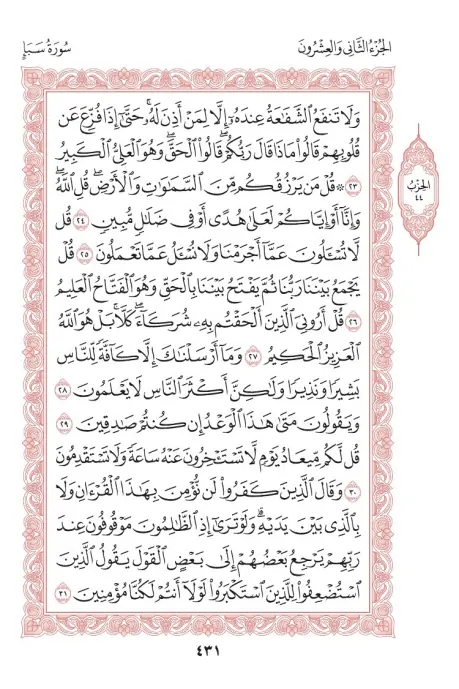 الجُزْءُ الثَّانِي وَالعِشْرُونَ
سُورَةُ سَبَإٍ
وَلَا تَنفَعُ ٱلشَّفَٰعَةُ عِندَهُۥٓ إِلَّا لِمَنْ أَذِنَ لَهُۥۚ حَتَّىٰٓ إِذَا فُزِّعَ عَن
قُلُوبِهِمْ قَالُوا۟ مَاذَا قَالَ رَبُّكُمْۖ قَالُوا۟ ٱلْحَقَّۖ وَهُوَ ٱلْعَلِىُّ ٱلْكَبِيرُ
٢٣ ۞ قُلْ مَن يَرْزُقُكُم مِّنَ ٱلسَّمَٰوَٰتِ وَٱلْأَرْضِۖ قُلِ ٱللَّهُۖ
وَإِنَّآ أَوْ إِيَّاكُمْ لَعَلَىٰ هُدًى أَوْ فِى ضَلَٰلٍ مُّبِينٍ ٢٤ قُل
لَّا تُسْـَٔلُونَ عَمَّآ أَجْرَمْنَا وَلَا نُسْـَٔلُ عَمَّا تَعْمَلُونَ ٢٥ قُلْ
يَجْمَعُ بَيْنَنَا رَبُّنَا ثُمَّ يَفْتَحُ بَيْنَنَا بِٱلْحَقِّ وَهُوَ ٱلْفَتَّاحُ ٱلْعَلِيمُ
٢٦ قُلْ أَرُونِىَ ٱلَّذِينَ أَلْحَقْتُم بِهِۦ شُرَكَآءَۖ كَلَّاۚ بَلْ هُوَ ٱللَّهُ
ٱلْعَزِيزُ ٱلْحَكِيمُ ٢٧ وَمَآ أَرْسَلْنَٰكَ إِلَّا كَآفَّةً لِّلنَّاسِ
بَشِيرًا وَنَذِيرًا وَلَٰكِنَّ أَكْثَرَ ٱلنَّاسِ لَا يَعْلَمُونَ ٢٨
وَيَقُولُونَ مَتَىٰ هَٰذَا ٱلْوَعْدُ إِن كُنتُمْ صَٰدِقِينَ ٢٩
قُل لَّكُم مِّيعَادُ يَوْمٍ لَّا تَسْتَـْٔخِرُونَ عَنْهُ سَاعَةً وَلَا تَسْتَقْدِمُونَ
٣٠ وَقَالَ ٱلَّذِينَ كَفَرُوا۟ لَن نُّؤْمِنَ بِهَٰذَا ٱلْقُرْءَانِ وَلَا
بِٱلَّذِى بَيْنَ يَدَيْهِۗ وَلَوْ تَرَىٰٓ إِذِ ٱلظَّٰلِمُونَ مَوْقُوفُونَ عِندَ
رَبِّهِمْ يَرْجِعُ بَعْضُهُمْ إِلَىٰ بَعْضٍ ٱلْقَوْلَ يَقُولُ ٱلَّذِينَ
ٱسْتُضْعِفُوا۟ لِلَّذِينَ ٱسْتَكْبَرُوا۟ لَوْلَآ أَنتُمْ لَكُنَّا مُؤْمِنِينَ ٣١
الحِزْبُ
٤٤
٤٣١